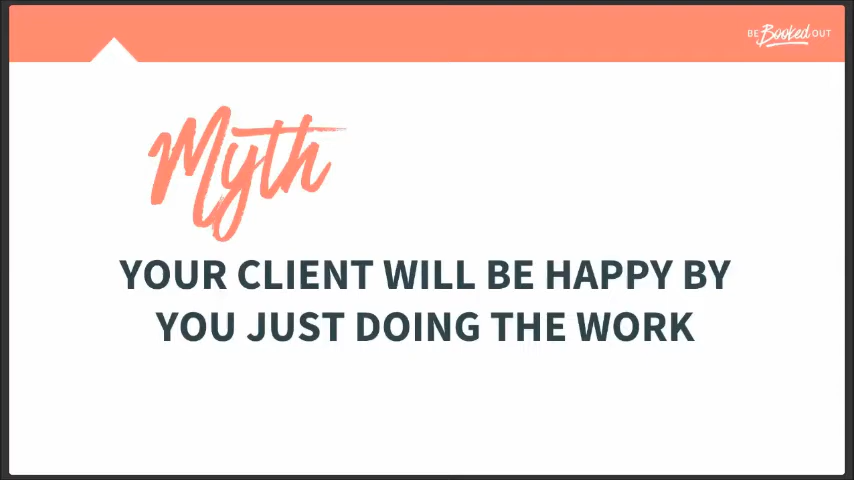 BE Booked OUT
Myth
YOUR CLIENT WILL BE HAPPY BY
YOU JUST DOING THE WORK